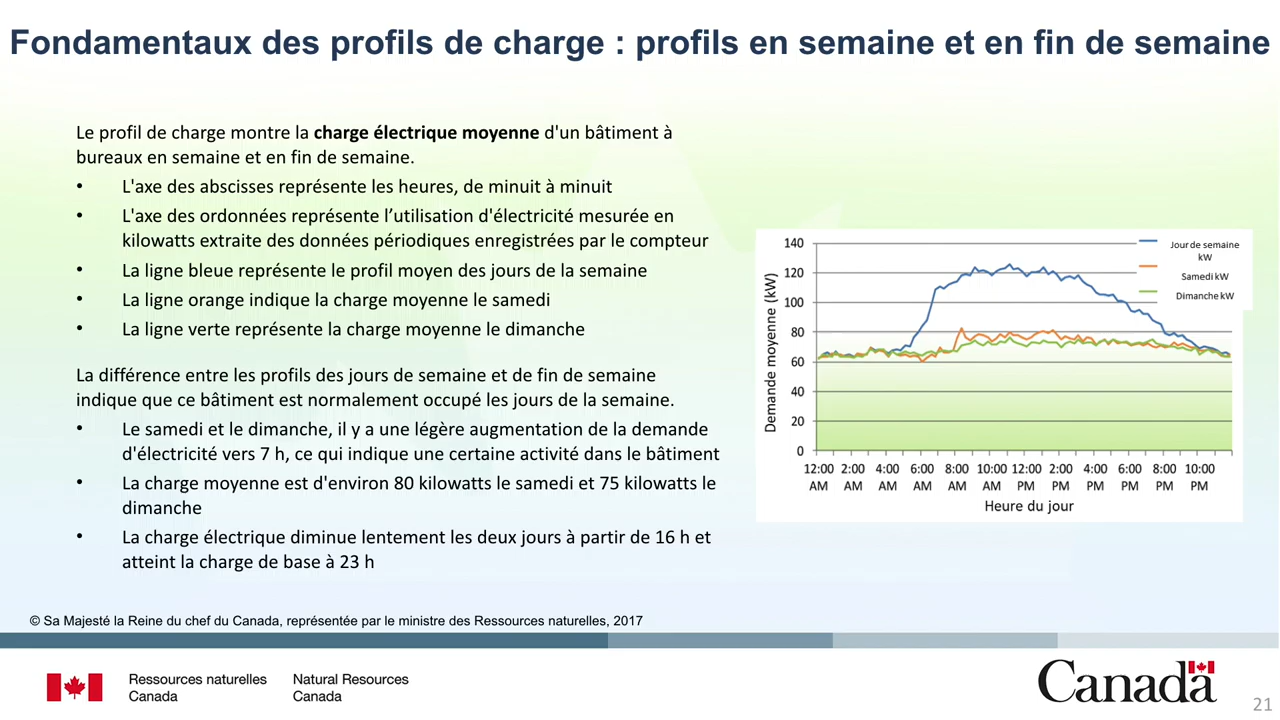 Fondamentaux des profils de charge : profils en semaine et en fin de semaine
Le profil de charge montre la charge électrique moyenne d'un bâtiment à
bureaux en semaine et en fin de semaine.
• L'axe des abscisses représente les heures, de minuit à minuit
• L'axe des ordonnées représente l’utilisation d'électricité mesurée en
kilowatts extraite des données périodiques enregistrées par le compteur
• La ligne bleue représente le profil moyen des jours de la semaine
• La ligne orange indique la charge moyenne le samedi
• La ligne verte représente la charge moyenne le dimanche
La différence entre les profils des jours de semaine et de fin de semaine
indique que ce bâtiment est normalement occupé les jours de la semaine.
• Le samedi et le dimanche, il y a une légère augmentation de la demande
d'électricité vers 7 h, ce qui indique une certaine activité dans le bâtiment
• La charge moyenne est d'environ 80 kilowatts le samedi et 75 kilowatts le
dimanche
• La charge électrique diminue lentement les deux jours à partir de 16 h et
atteint la charge de base à 23 h
Demande moyenne (kW)
140
120
100
80
60
40
20
0
Jour de semaine
kW
Samedi kW
Dimanche kW
12:00 2:00 4:00 6:00 8:00 10:00 12:00 2:00 4:00 6:00 8:00 10:00
AM AM AM AM AM AM PM PM PM PM PM PM
Heure du jour
© Sa Majesté la Reine du chef du Canada, représentée par le ministre des Ressources naturelles, 2017
Ressources naturelles Natural Resources
Canada Canada
Canada
21